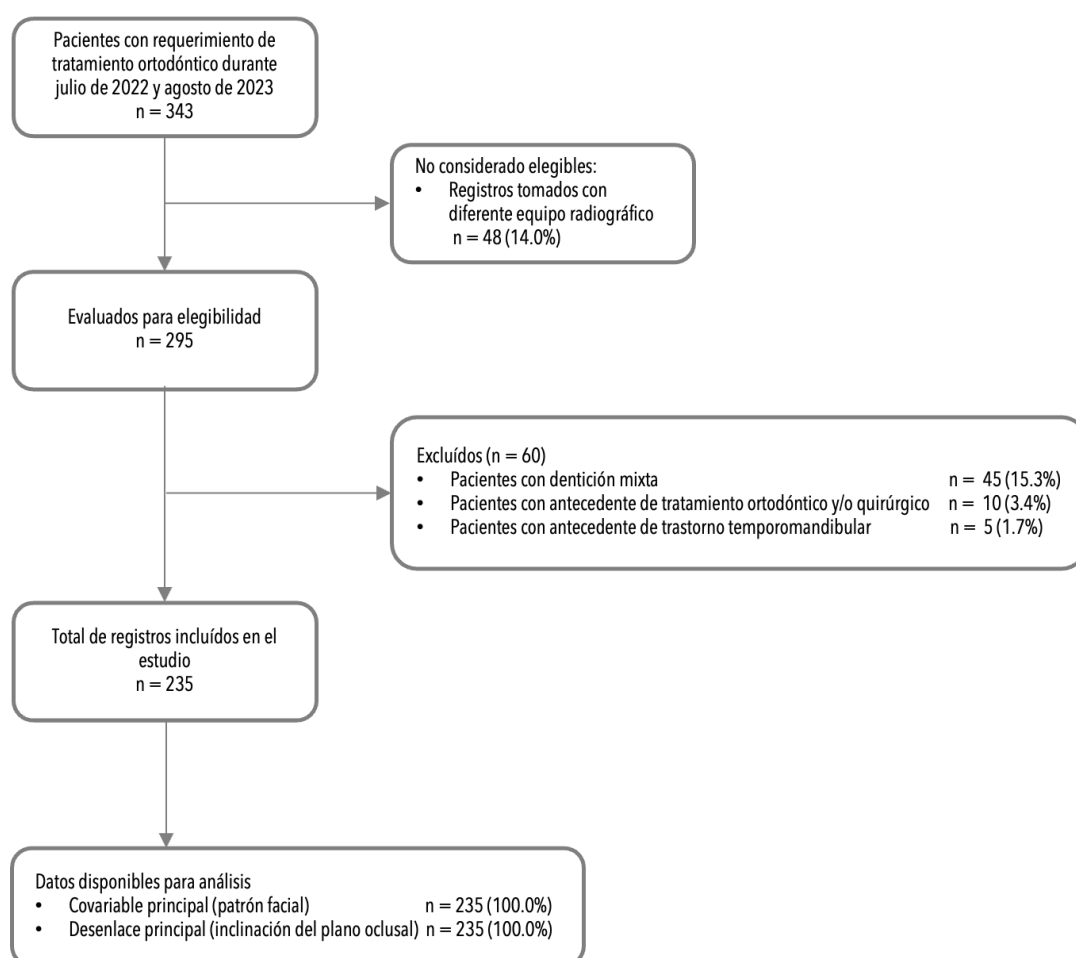 Pacientes con requerimiento de
tratamiento ortodóntico durante
julio de 2022 y agosto de 2023
n = 343
No considerado elegibles:
• Registros tomados con
diferente equipo radiográfico
n = 48 (14.0%)
Evaluados para elegibilidad
n = 295
Excluídos (n = 60)
• Pacientes con dentición mixta n = 45 (15.3%)
• Pacientes con antecedente de tratamiento ortodóntico y/o quirúrgico n = 10 (3.4%)
• Pacientes con antecedente de trastorno temporomandibular n = 5 (1.7%)
Total de registros incluídos en el
estudio
n = 235
Datos disponibles para análisis
• Covariable principal (patrón facial) n = 235 (100.0%)
• Desenlace principal (inclinación del plano oclusal) n = 235 (100.0%)